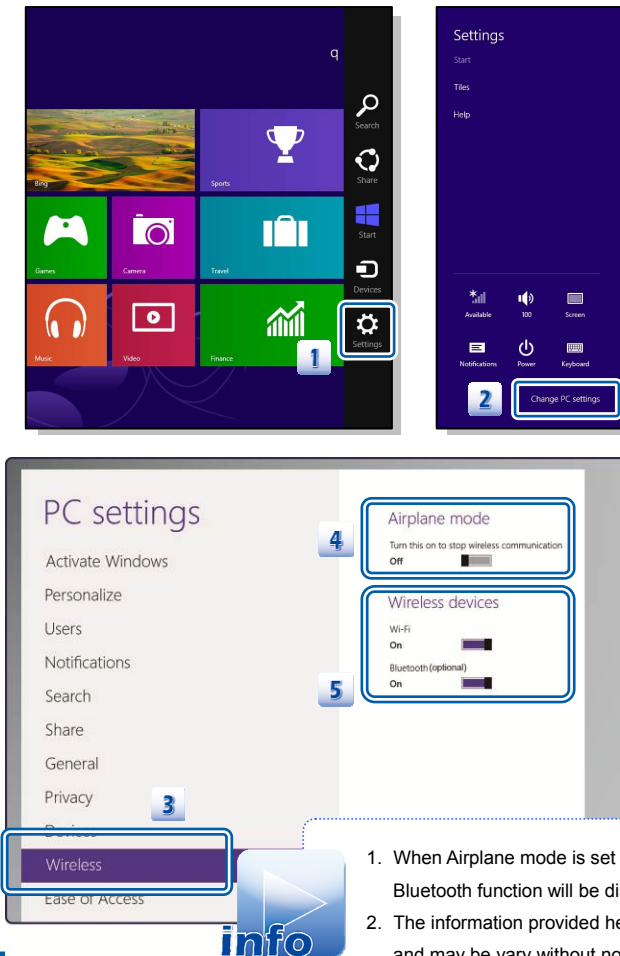 q
Search
Share
Start
Devices
Settings
Bing
Sports
Games
Camera
Travel
Music
Video
Finance
1
Settings
Start
Tiles
Help
Available
100
Screen
Notifications
Power
Keyboard
2
Change PC settings
PC settings
Activate Windows
Personalize
Users
Notifications
Search
Share
General
Privacy
3
Devices
Wireless
Ease of Access
4
Airplane mode
Turn this on to stop wireless communication
Off
5
Wireless devices
Wi-Fi
On
Bluetooth (optional)
On
info
1. When Airplane mode is set
Bluetooth function will be
2. The information provided
and may be vary without